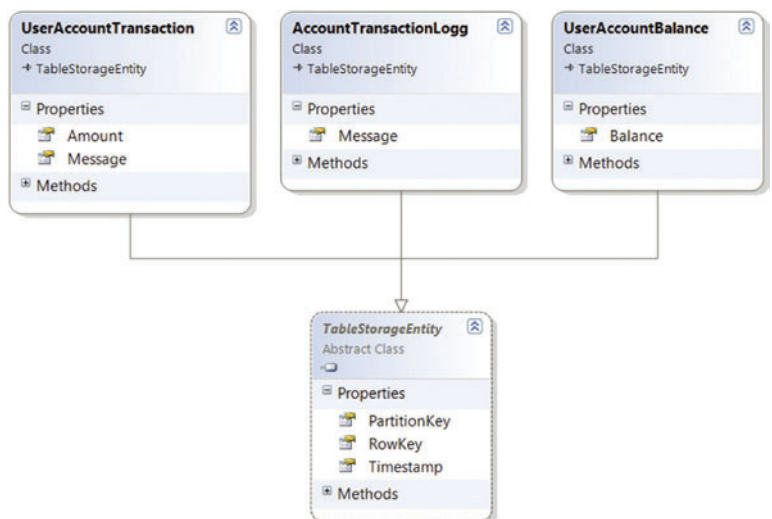 UserAccountTransaction
Class
TableStorageEntity
Properties
Amount
Message
Methods
AccountTransactionLogg
Class
TableStorageEntity
Properties
Message
Methods
UserAccountBalance
Class
TableStorageEntity
Properties
Balance
Methods
TableStorageEntity
Abstract Class
Properties
PartitionKey
RowKey
Timestamp
Methods